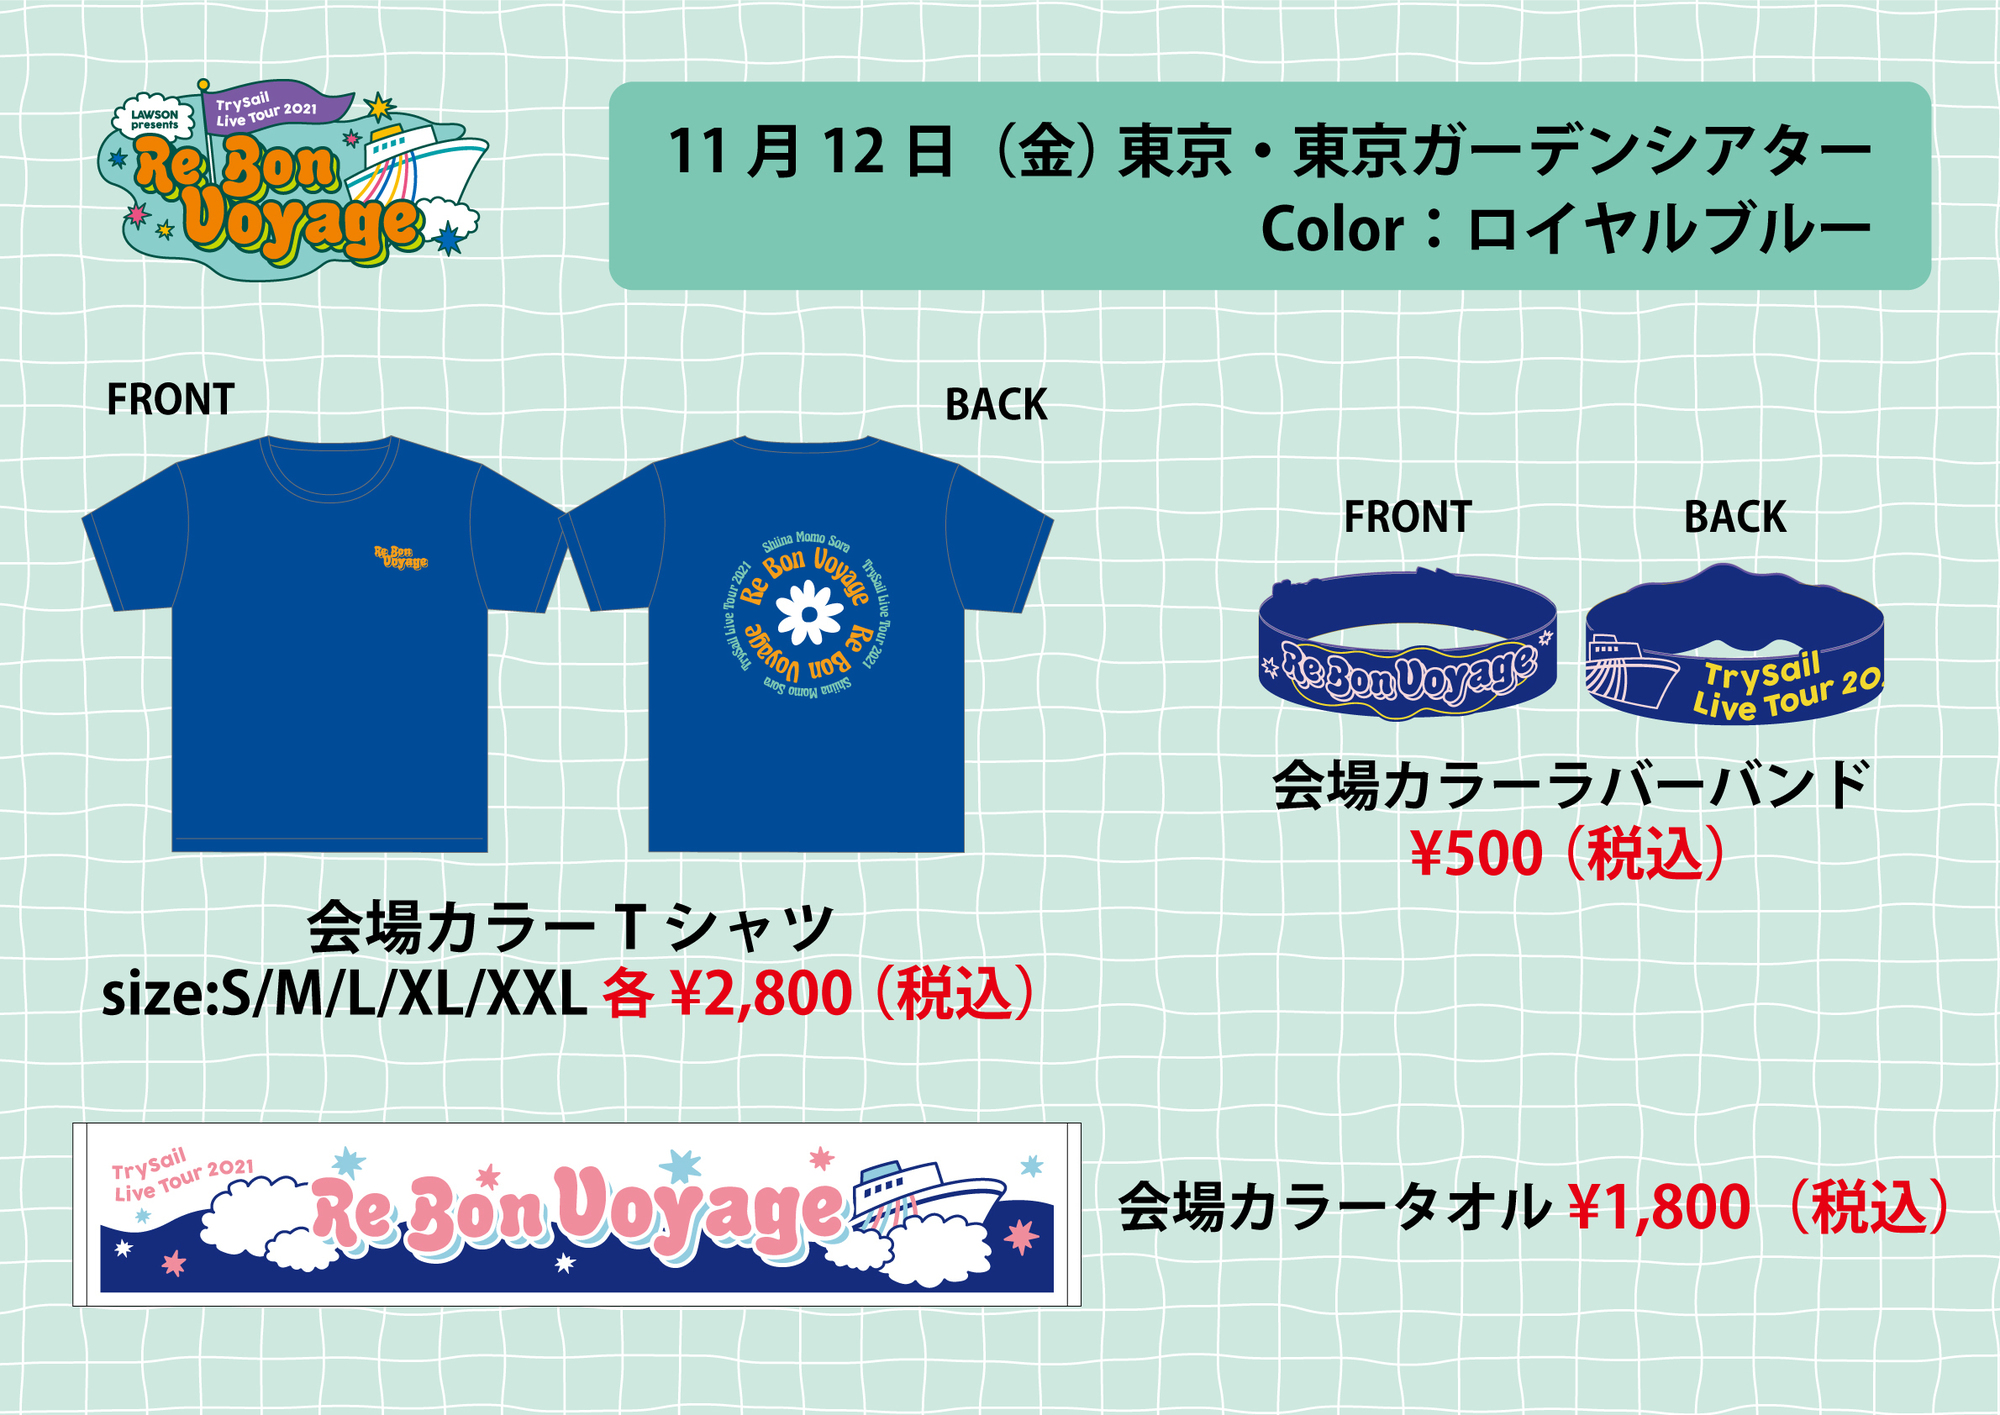 LAWSON
presents
TrySail
Live Tour 2021
Re Bon
Voyage
11月12日（金）東京・東京ガーデンシアター
Color：ロイヤルブルー
FRONT
BACK
Re Bon
Voyage
Shiina Momo Sora
TrySail Live Tour 2021
Shiina Momo Sora
TrySail Live Tour 2021
Re Bon Voyage
Re Bon Voyage
会場カラーTシャツ
size:S/M/L/XL/XXL 各 ¥2,800（税込）
FRONT
BACK
Re Bon Voyage
TrySail
Live Tour 20
会場カラーラバーバンド
¥500（税込）
TrySail
Live Tour 2021
Re Bon Voyage
会場カラータオル ¥1,800（税込）